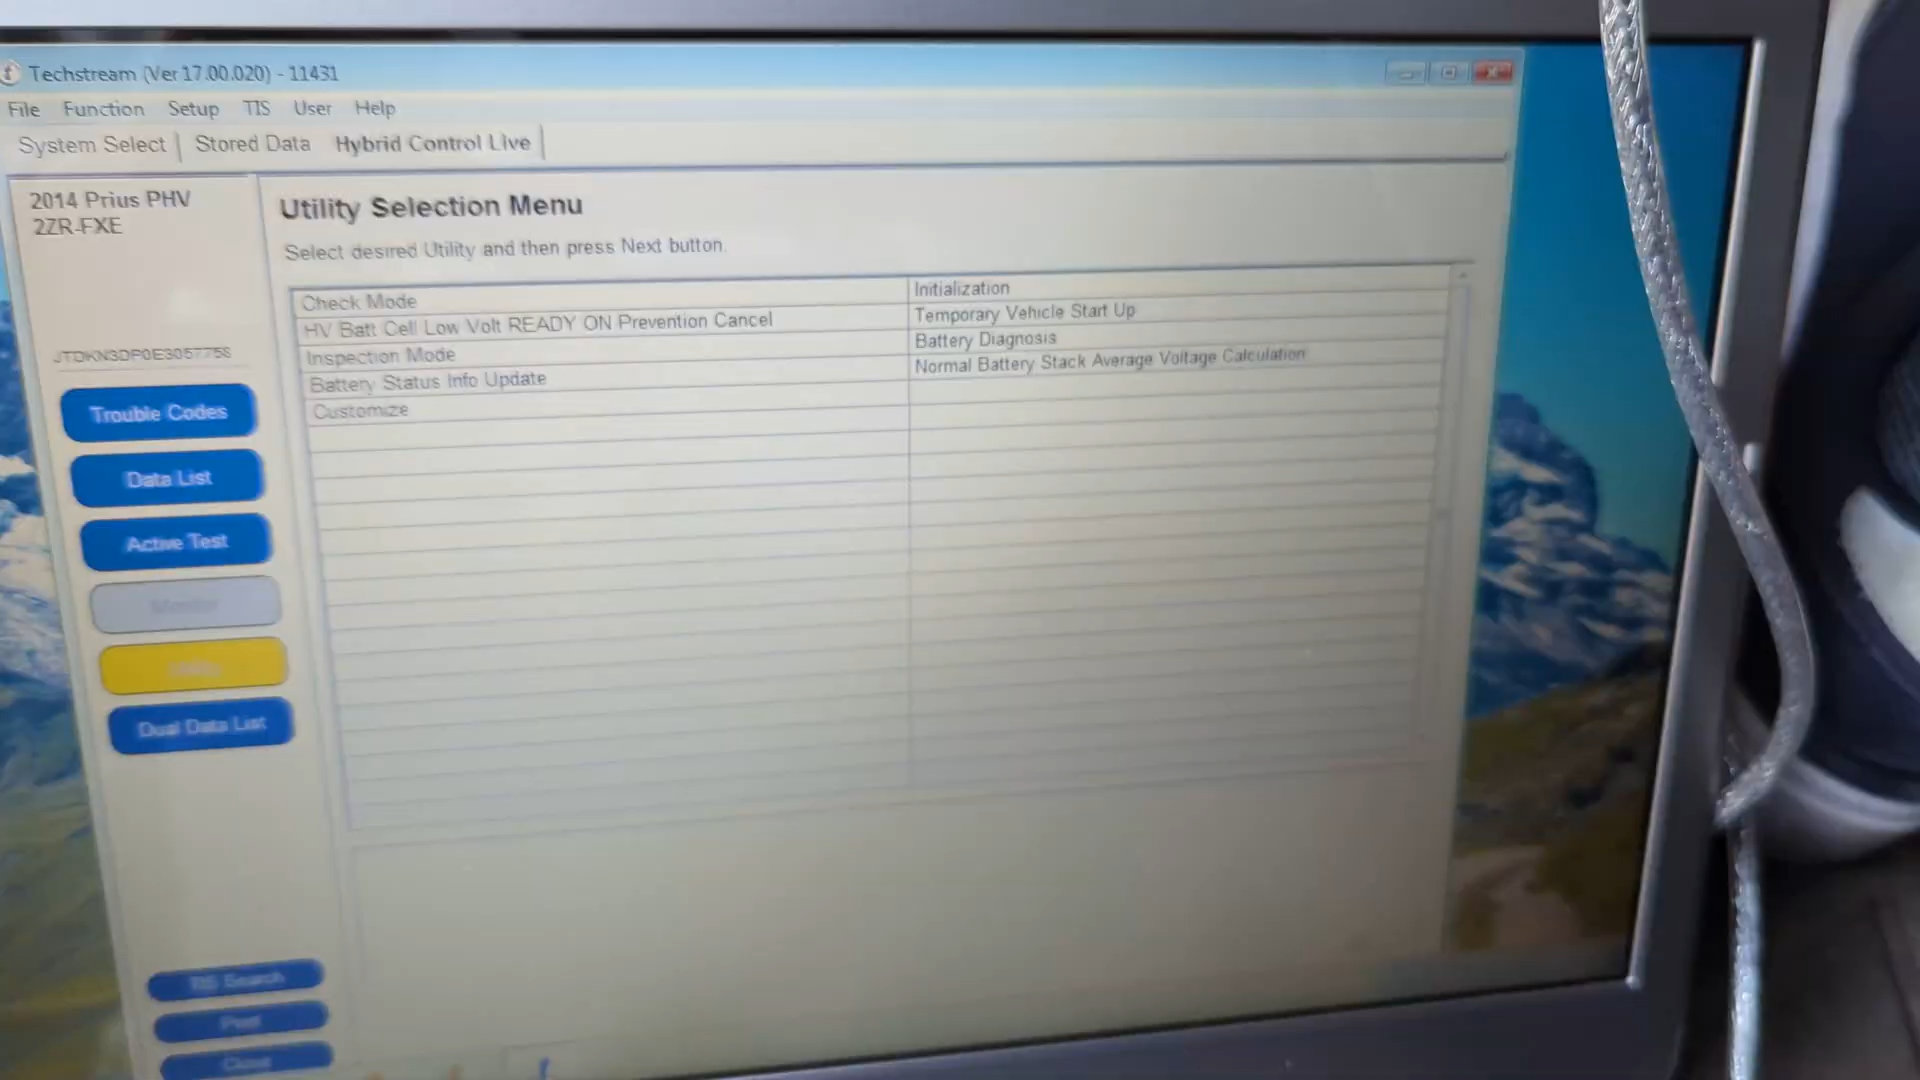 Techstream (Ver 17.00.020) - 11431
File Function Setup TIS User Help
System Select Stored Data Hybrid Control Live
2014 Prius PHV
2ZR-FXE
JTDKN3DP0E3057758
Trouble Codes
Data List
Active Test
Dual Data List
Print
Close
Utility Selection Menu
Select desired Utility and then press Next button.
Check Mode
HV Batt Cell Low Volt READY ON Prevention Cancel
Inspection Mode
Battery Status Info Update
Customize
Initialization
Temporary Vehicle Start Up
Battery Diagnosis
Normal Battery Stack Average Voltage Calculation